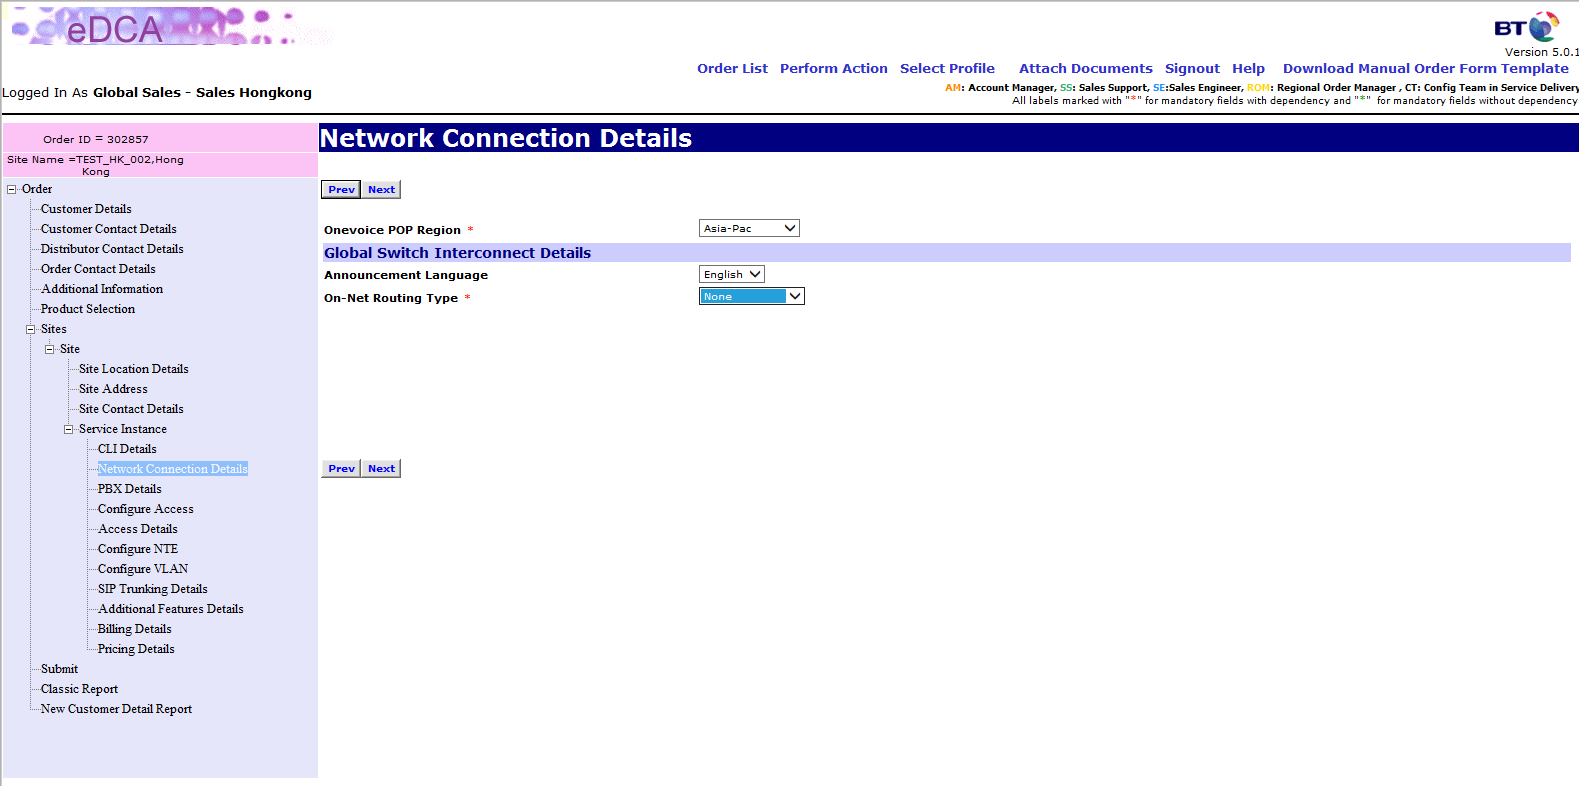 eDCA
BT
Version 5.0.1
Order List Perform Action Select Profile Attach Documents Signout Help Download Manual Order Form Template
Logged In As Global Sales - Sales Hongkong
AM: Account Manager, SS: Sales Support, SE:Sales Engineer, ROM: Regional Order Manager , CT: Config Team in Service Delivery
All labels marked with "*" for mandatory fields with dependency and "*" for mandatory fields without dependency
Order ID = 302857
Site Name =TEST_HK_002,Hong
Kong
Order
Customer Details
Customer Contact Details
Distributor Contact Details
Order Contact Details
Additional Information
Product Selection
Sites
Site
Site Location Details
Site Address
Site Contact Details
Service Instance
CLI Details
Network Connection Details
PBX Details
Configure Access
Access Details
Configure NTE
Configure VLAN
SIP Trunking Details
Additional Features Details
Billing Details
Pricing Details
Submit
Classic Report
New Customer Detail Report
Network Connection Details
Prev Next
Onevoice POP Region * Asia-Pac
Global Switch Interconnect Details
Announcement Language English
On-Net Routing Type * None
Prev Next